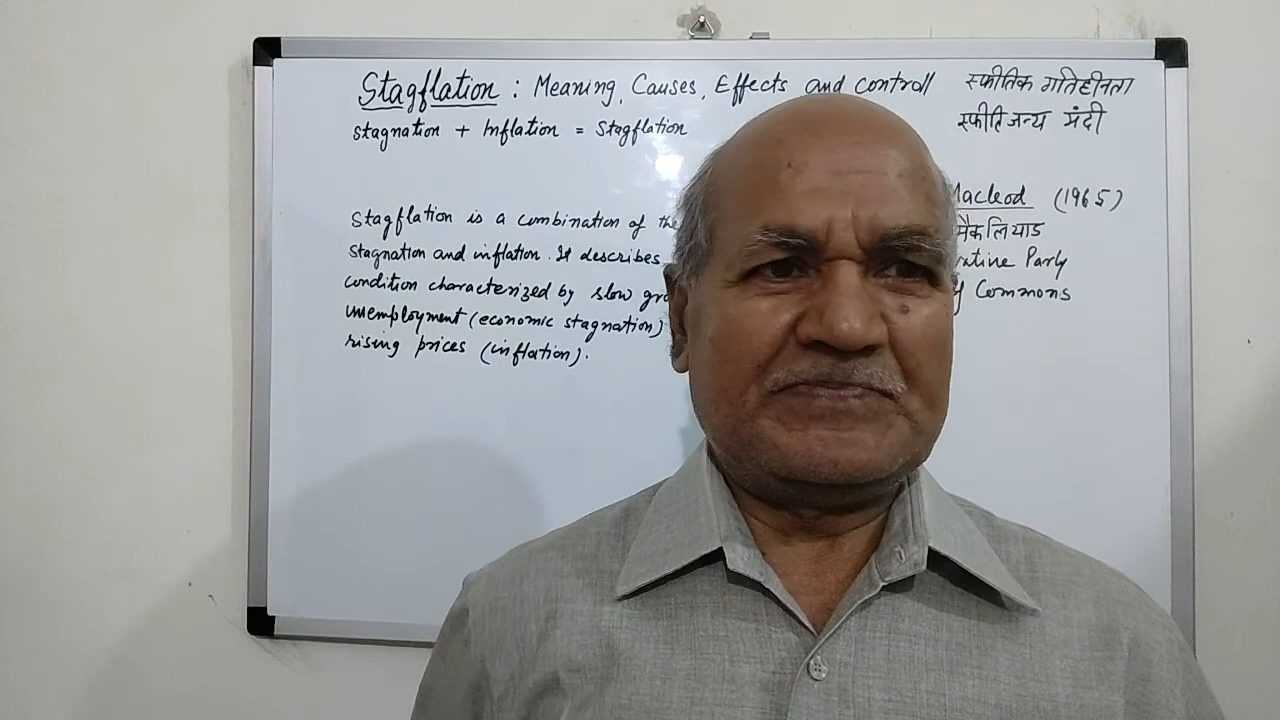 Stagflation : Meaning, Causes, Effects and controll
स्फीतिक गतिहीनता
Stagnation + Inflation = Stagflation
स्फीति जन्य मंदी
Stagflation is a combination of the
stagnation and inflation. It describes
condition characterized by slow
unemployment (economic stagnation)
rising prices (inflation).
Macleod (1965)
मैकलियाड
Party
Commons